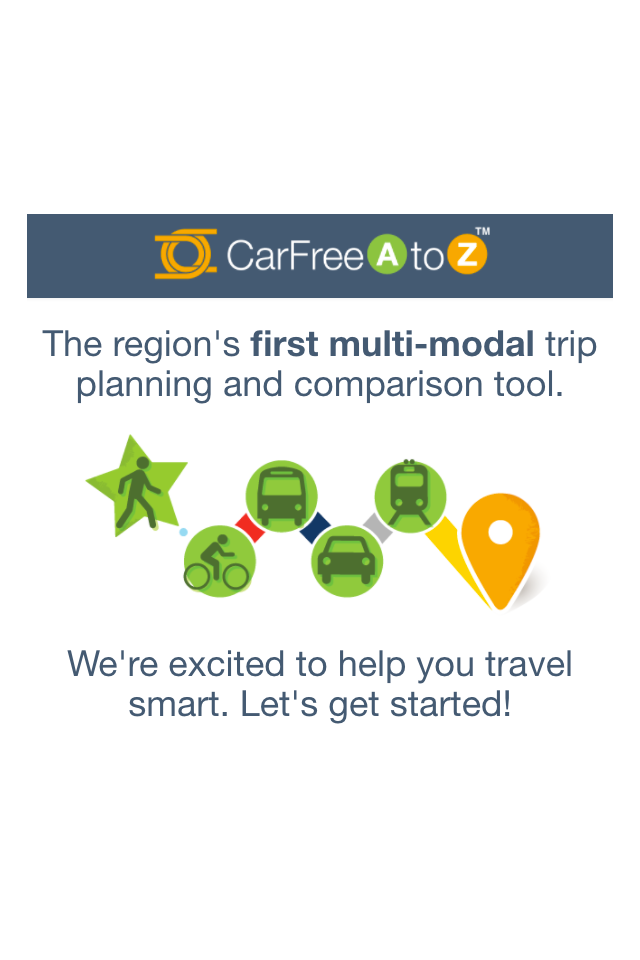 CarFree A to Z™
The region's first multi-modal trip
planning and comparison tool.
We're excited to help you travel
smart. Let's get started!